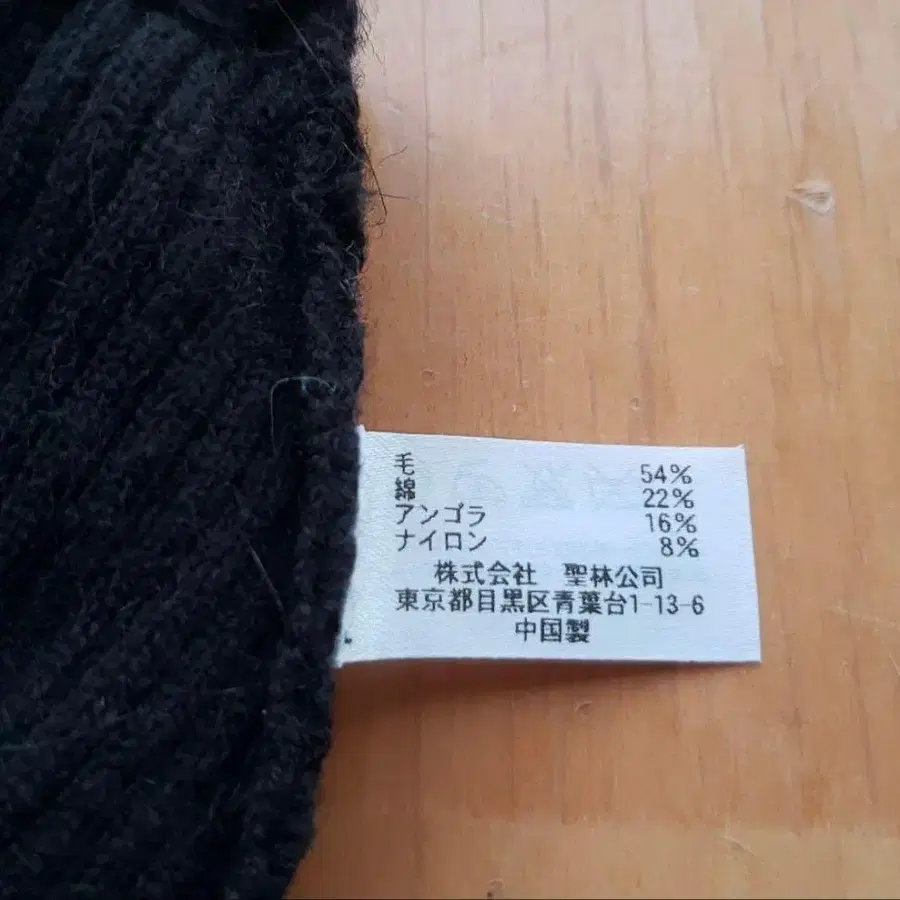 毛 54%
綿 22%
アンゴラ 16%
ナイロン 8%
株式会社 聖林公司
東京都目黒区青葉台1-13-6
中国製